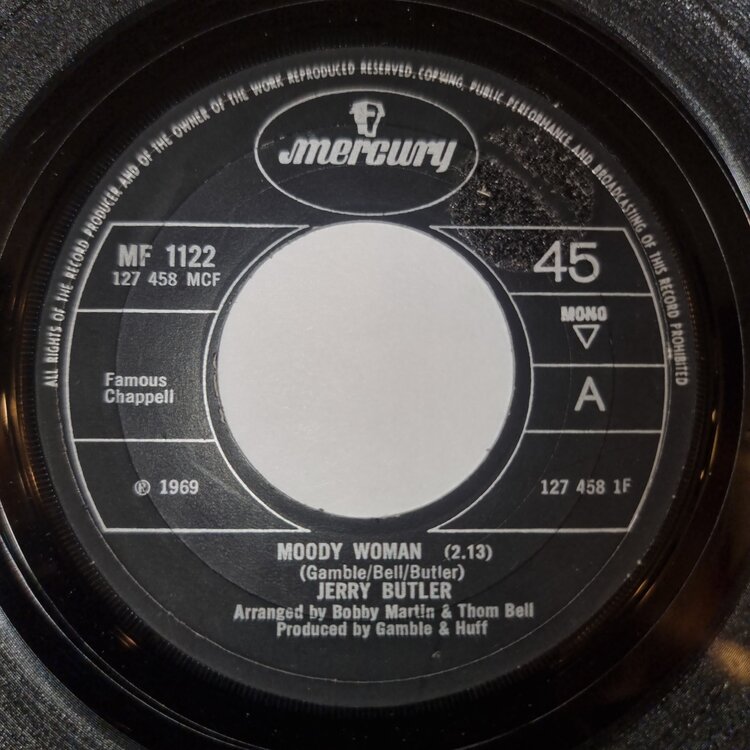 ALL RIGHTS OF THE RECORD PRODUCER AND OF THE OWNER OF THE WORK REPRODUCED RESERVED. COPYING, PUBLIC PERFORMANCE AND BROADCASTING OF THIS RECORD PROHIBITED
mercury
MF 1122
127 458 MCF
45
MONO
Famous
Chappell
A
℗ 1969
127 458 1F
MOODY WOMAN (2.13)
(Gamble/Bell/Butler)
JERRY BUTLER
Arranged by Bobby Martin & Thom Bell
Produced by Gamble & Huff